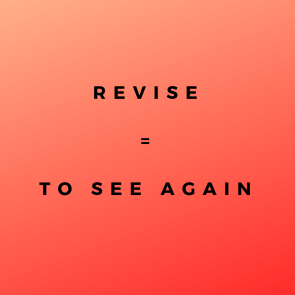 REVISE
=
TO SEE AGAIN